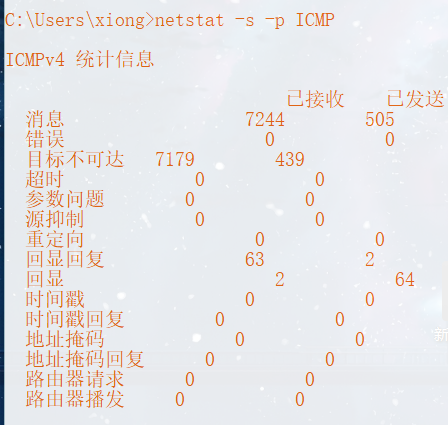 C:\Users\xiong>netstat -s -p ICMP
ICMPv4 统计信息
已接收 已发送
消息 7244 505
错误 0 0
目标不可达 7179 439
超时 0 0
参数问题 0 0
源抑制 0 0
重定向 0 0
回显回复 63 2
回显 2 64
时间戳 0 0
时间戳回复 0 0
地址掩码 0 0
地址掩码回复 0 0
路由器请求 0 0
路由器播发 0 0
新